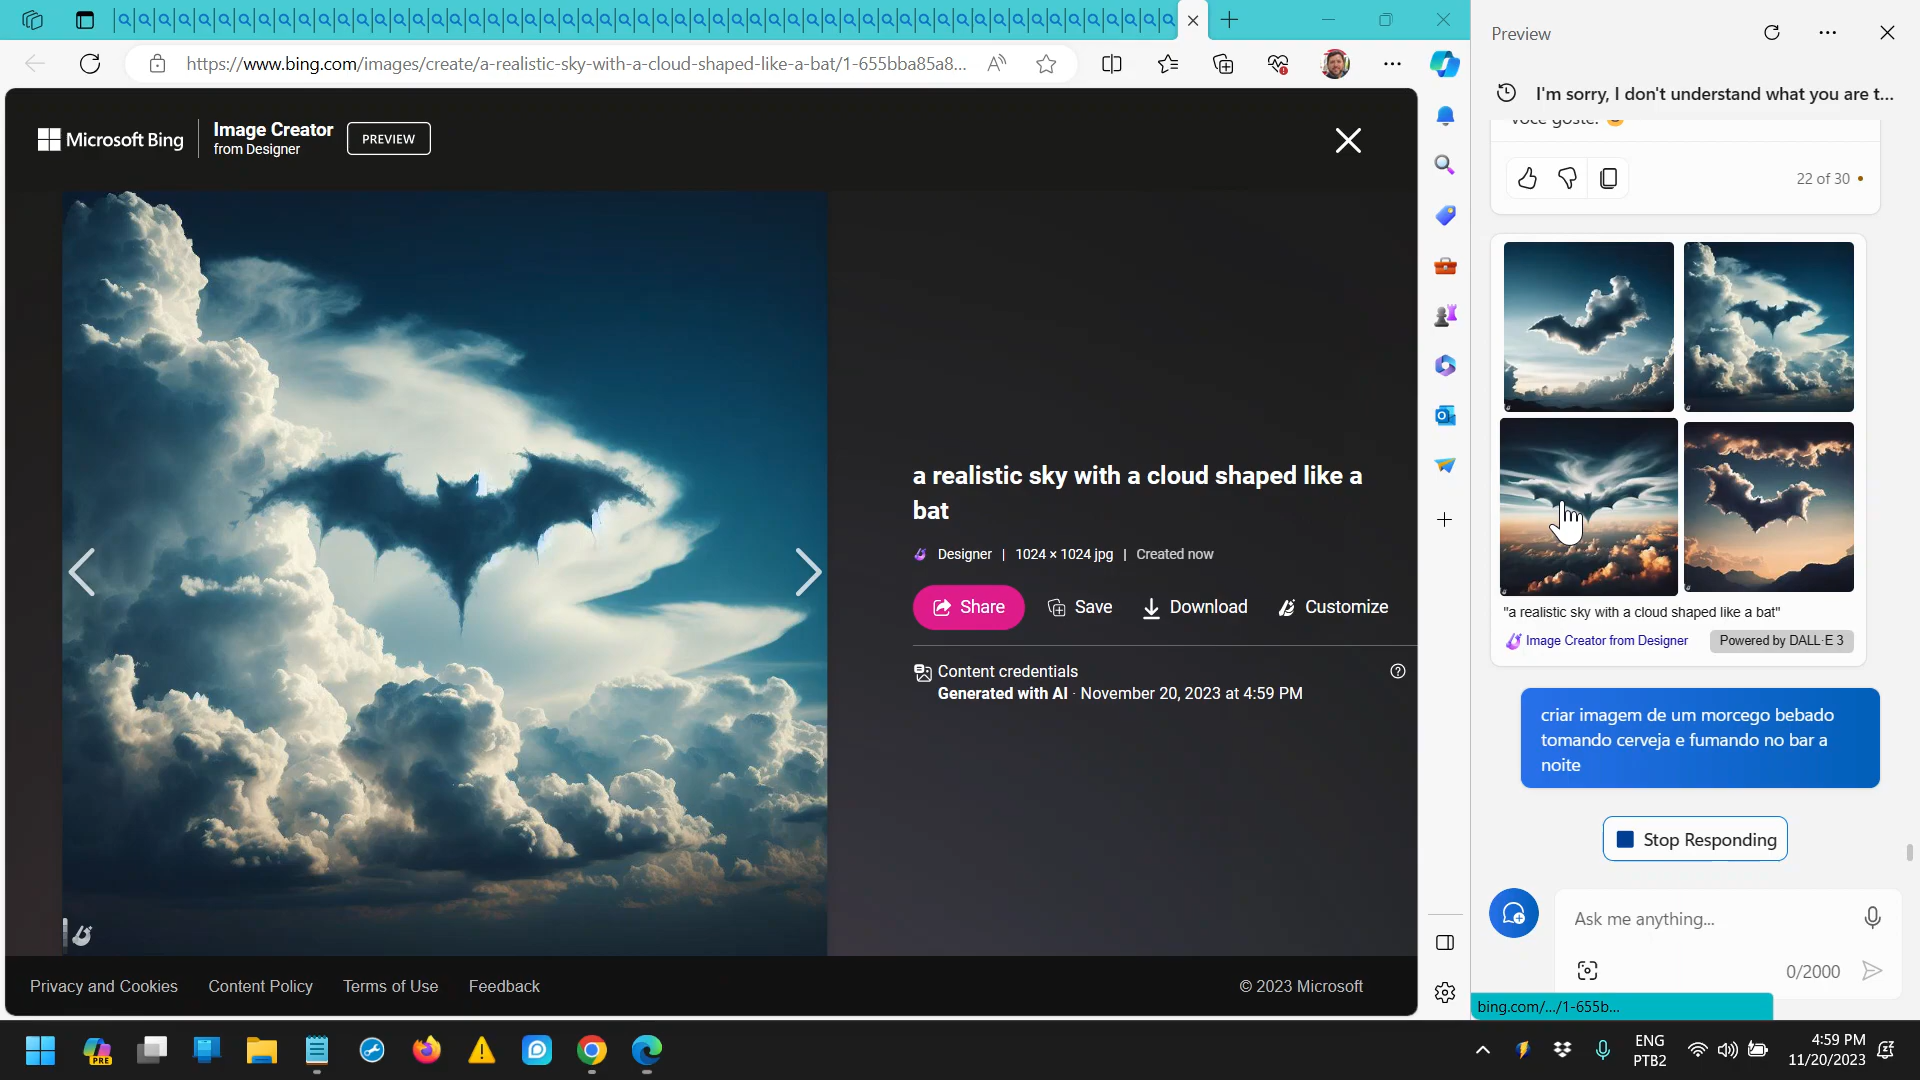 https://www.bing.com/images/create/a-realistic-sky-with-a-cloud-shaped-like-a-bat/1-655bba85a8...
Microsoft Bing
Image Creator
from Designer
PREVIEW
a realistic sky with a cloud shaped like a
bat
Designer | 1024 × 1024 jpg | Created now
Share
Save
Download
Customize
Content credentials
Generated with AI · November 20, 2023 at 4:59 PM
Privacy and Cookies
Content Policy
Terms of Use
Feedback
© 2023 Microsoft
Preview
I'm sorry, I don't understand what you are t...
você goste.
22 of 30
"a realistic sky with a cloud shaped like a bat"
Image Creator from Designer
Powered by DALL·E 3
criar imagem de um morcego bebado
tomando cerveja e fumando no bar a
noite
Stop Responding
Ask me anything...
0/2000
bing.com/.../1-655b...
PRE
ENG
PTB2
4:59 PM
11/20/2023